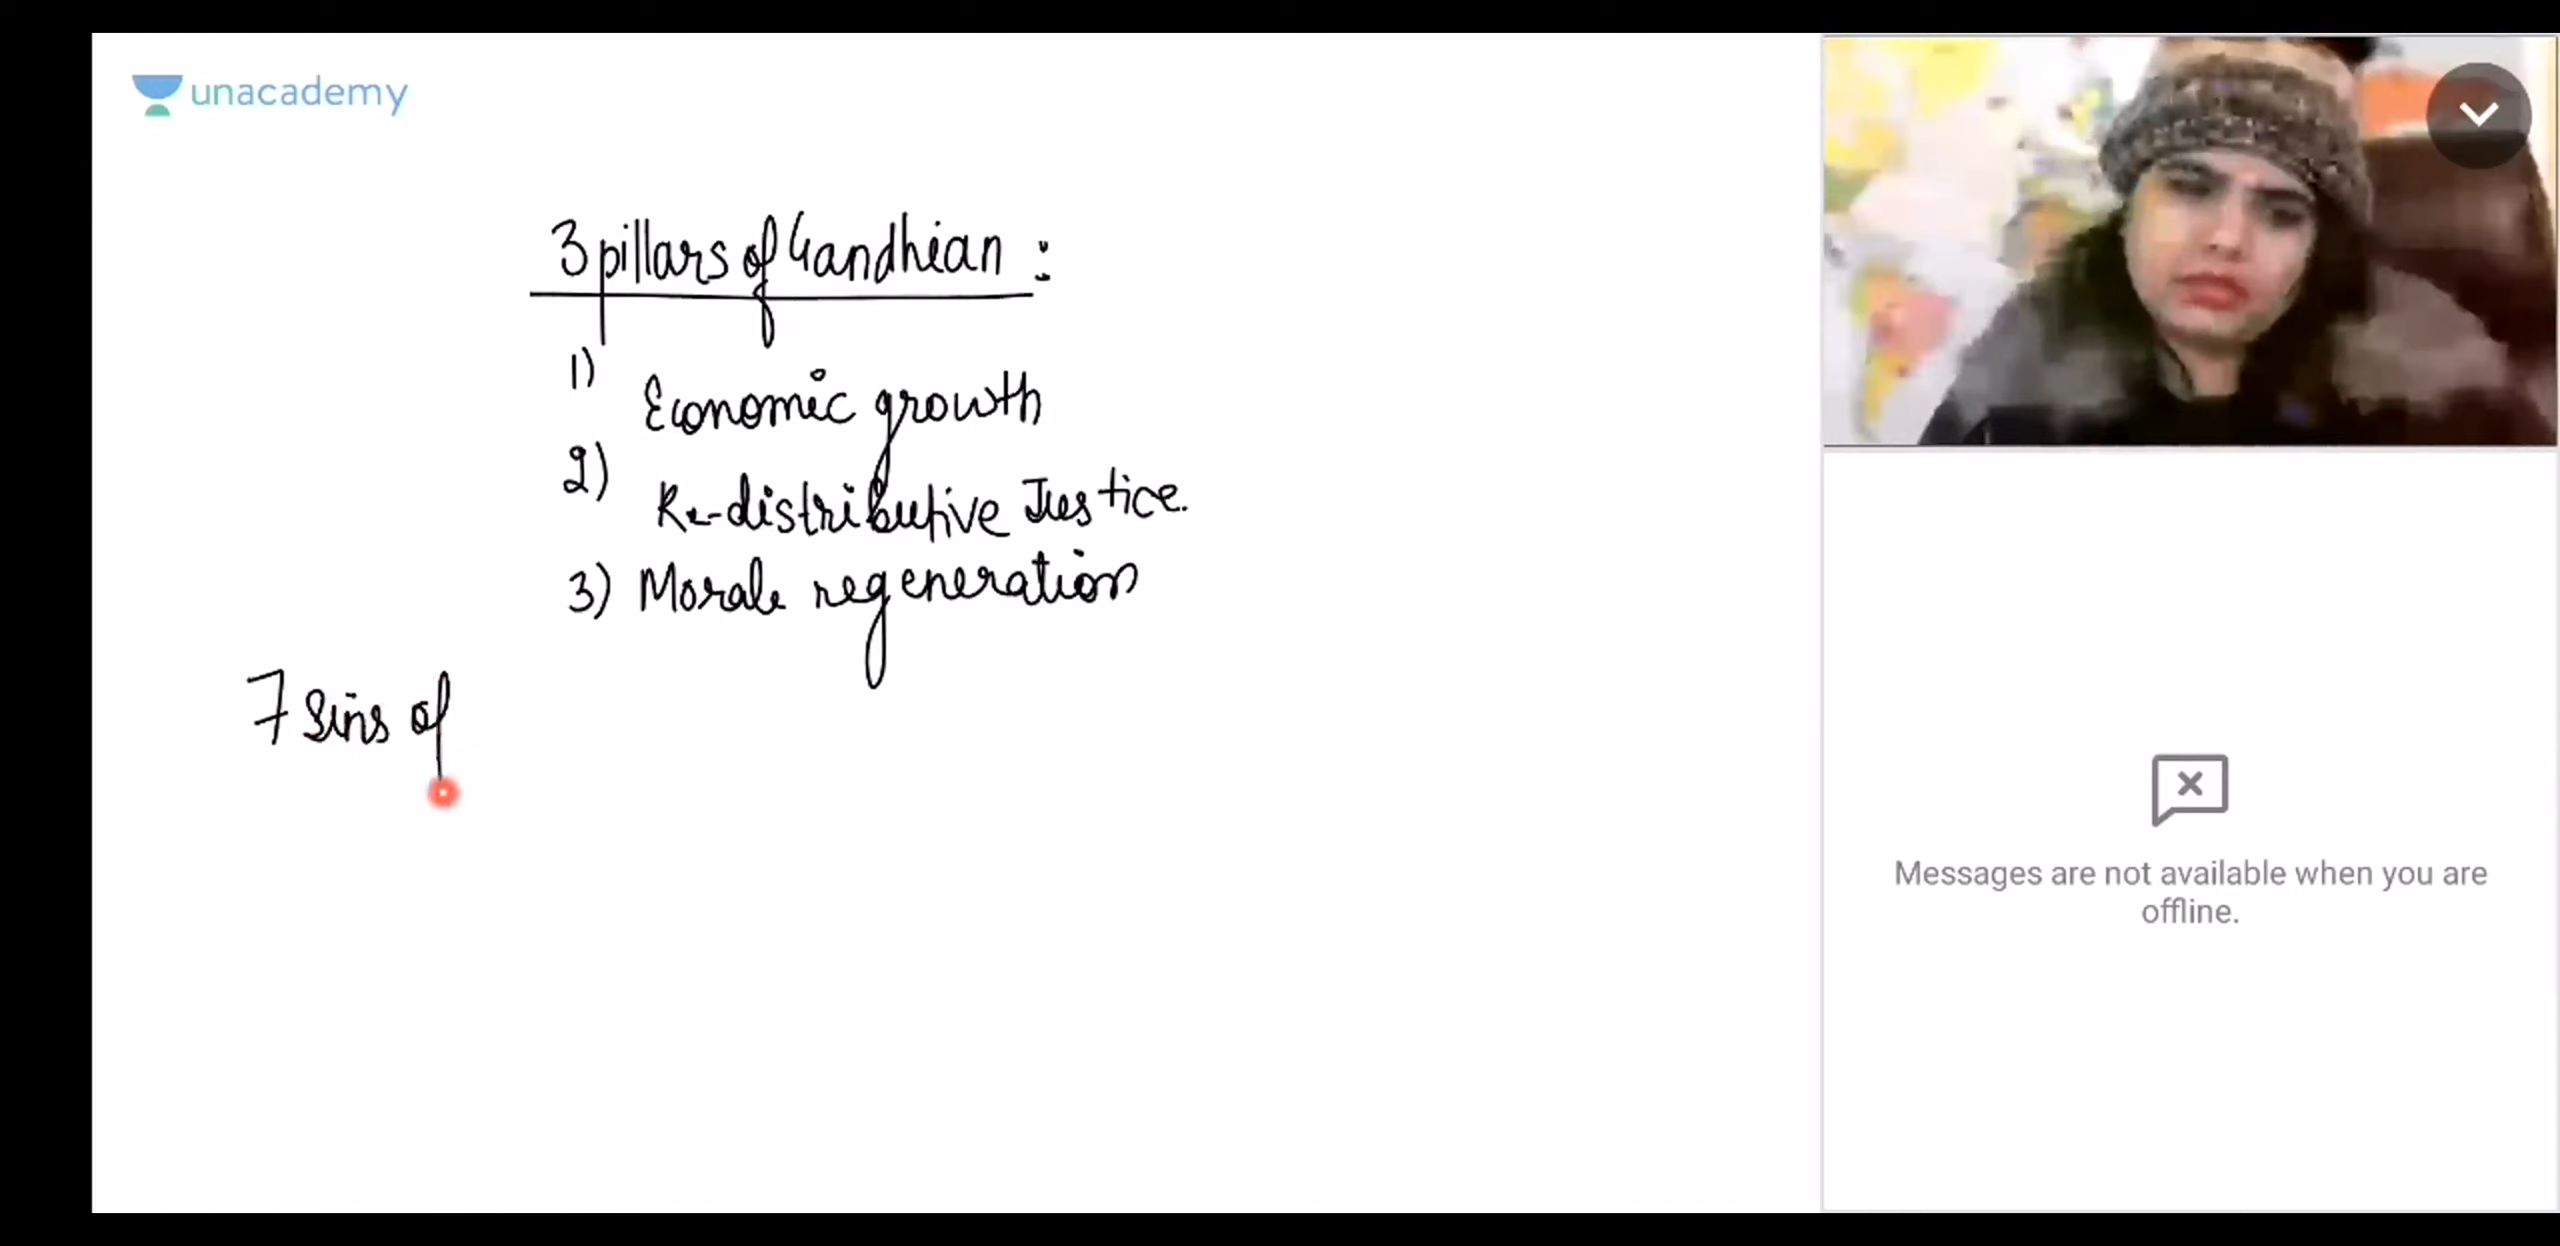 unacademy
3 pillars of Gandhian :
1) Economic growth
2) Re-distributive Justice.
3) Morale regeneration
7 Sins of
Messages are not available when you are
offline.